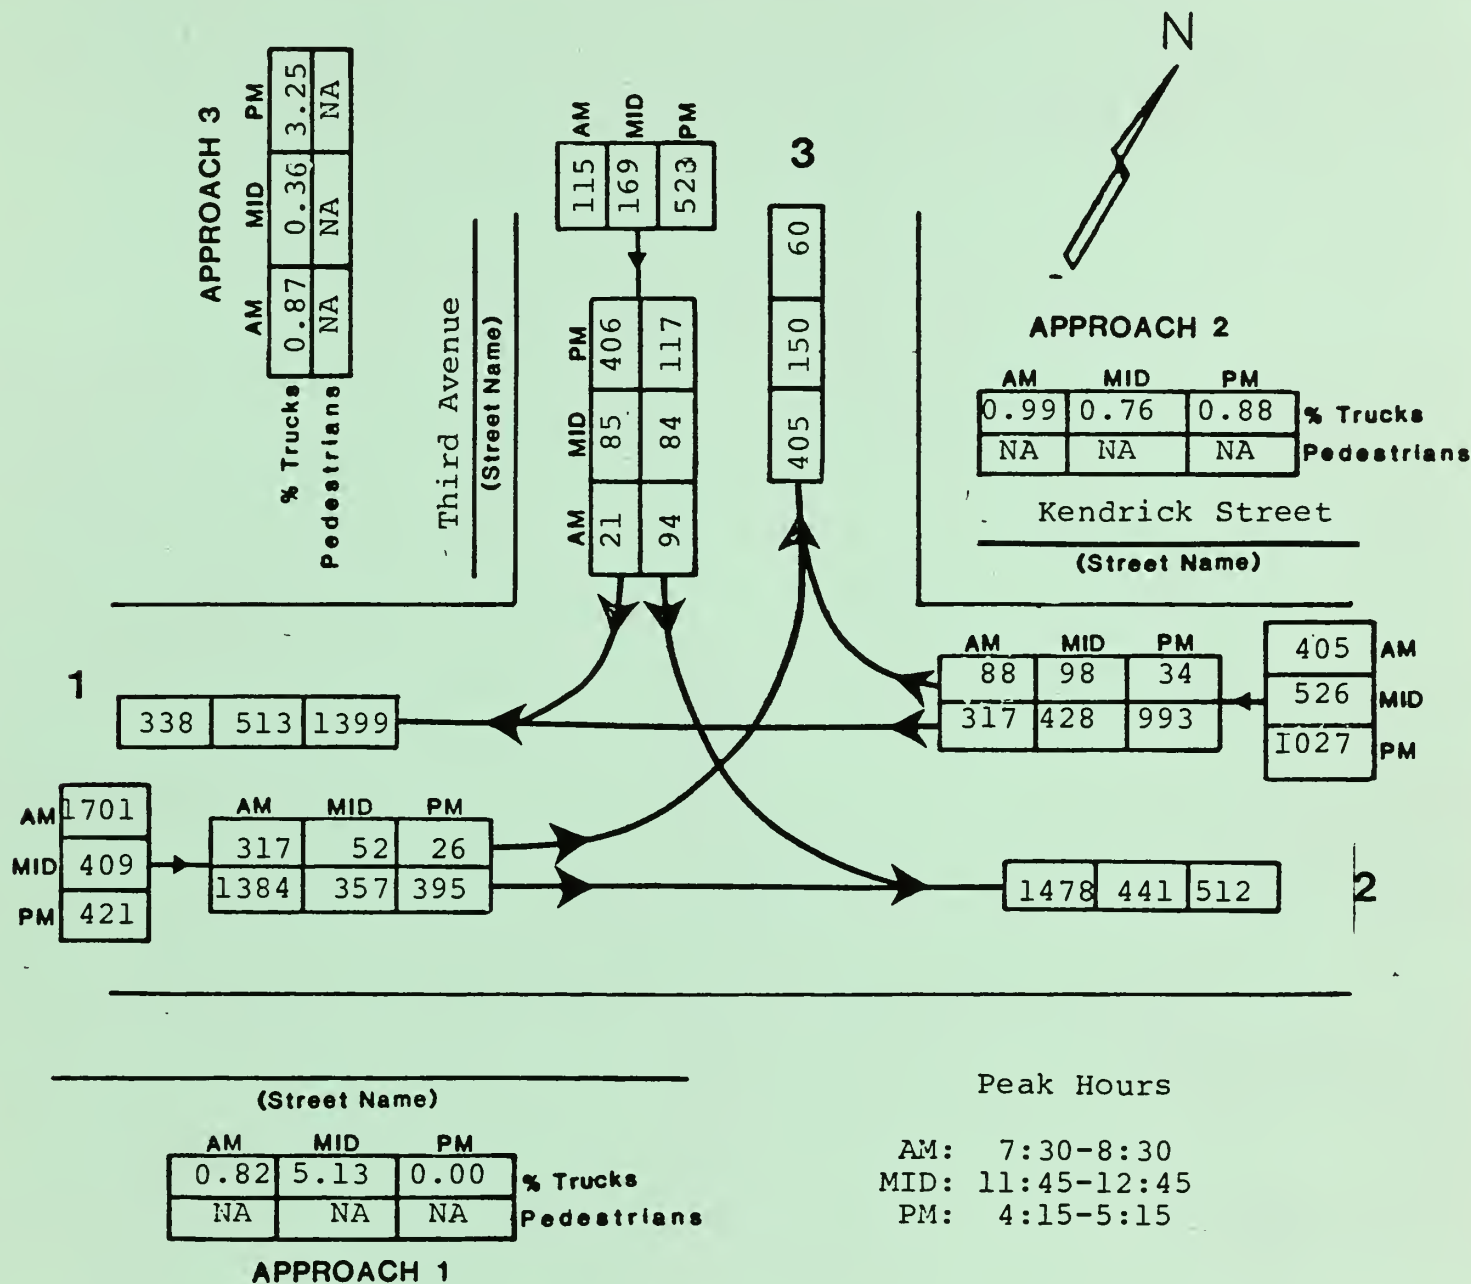 N
APPROACH 3
AM MID PM
0.87 0.36 3.25 % Trucks
NA NA NA Pedestrians
Third Avenue
(Street Name)
AM MID PM
115 169 523
3
405 150 60
AM MID PM
21 85 406
94 84 117
APPROACH 2
AM MID PM
0.99 0.76 0.88 % Trucks
NA NA NA Pedestrians
Kendrick Street
(Street Name)
AM MID PM
88 98 34
317 428 993
405 AM
526 MID
1027 PM
1
338 513 1399
AM 1701
MID 409
PM 421
AM MID PM
317 52 26
1384 357 395
1478 441 512
2
(Street Name)
AM MID PM
0.82 5.13 0.00 % Trucks
NA NA NA Pedestrians
APPROACH 1
Peak Hours
AM: 7:30-8:30
MID: 11:45-12:45
PM: 4:15-5:15